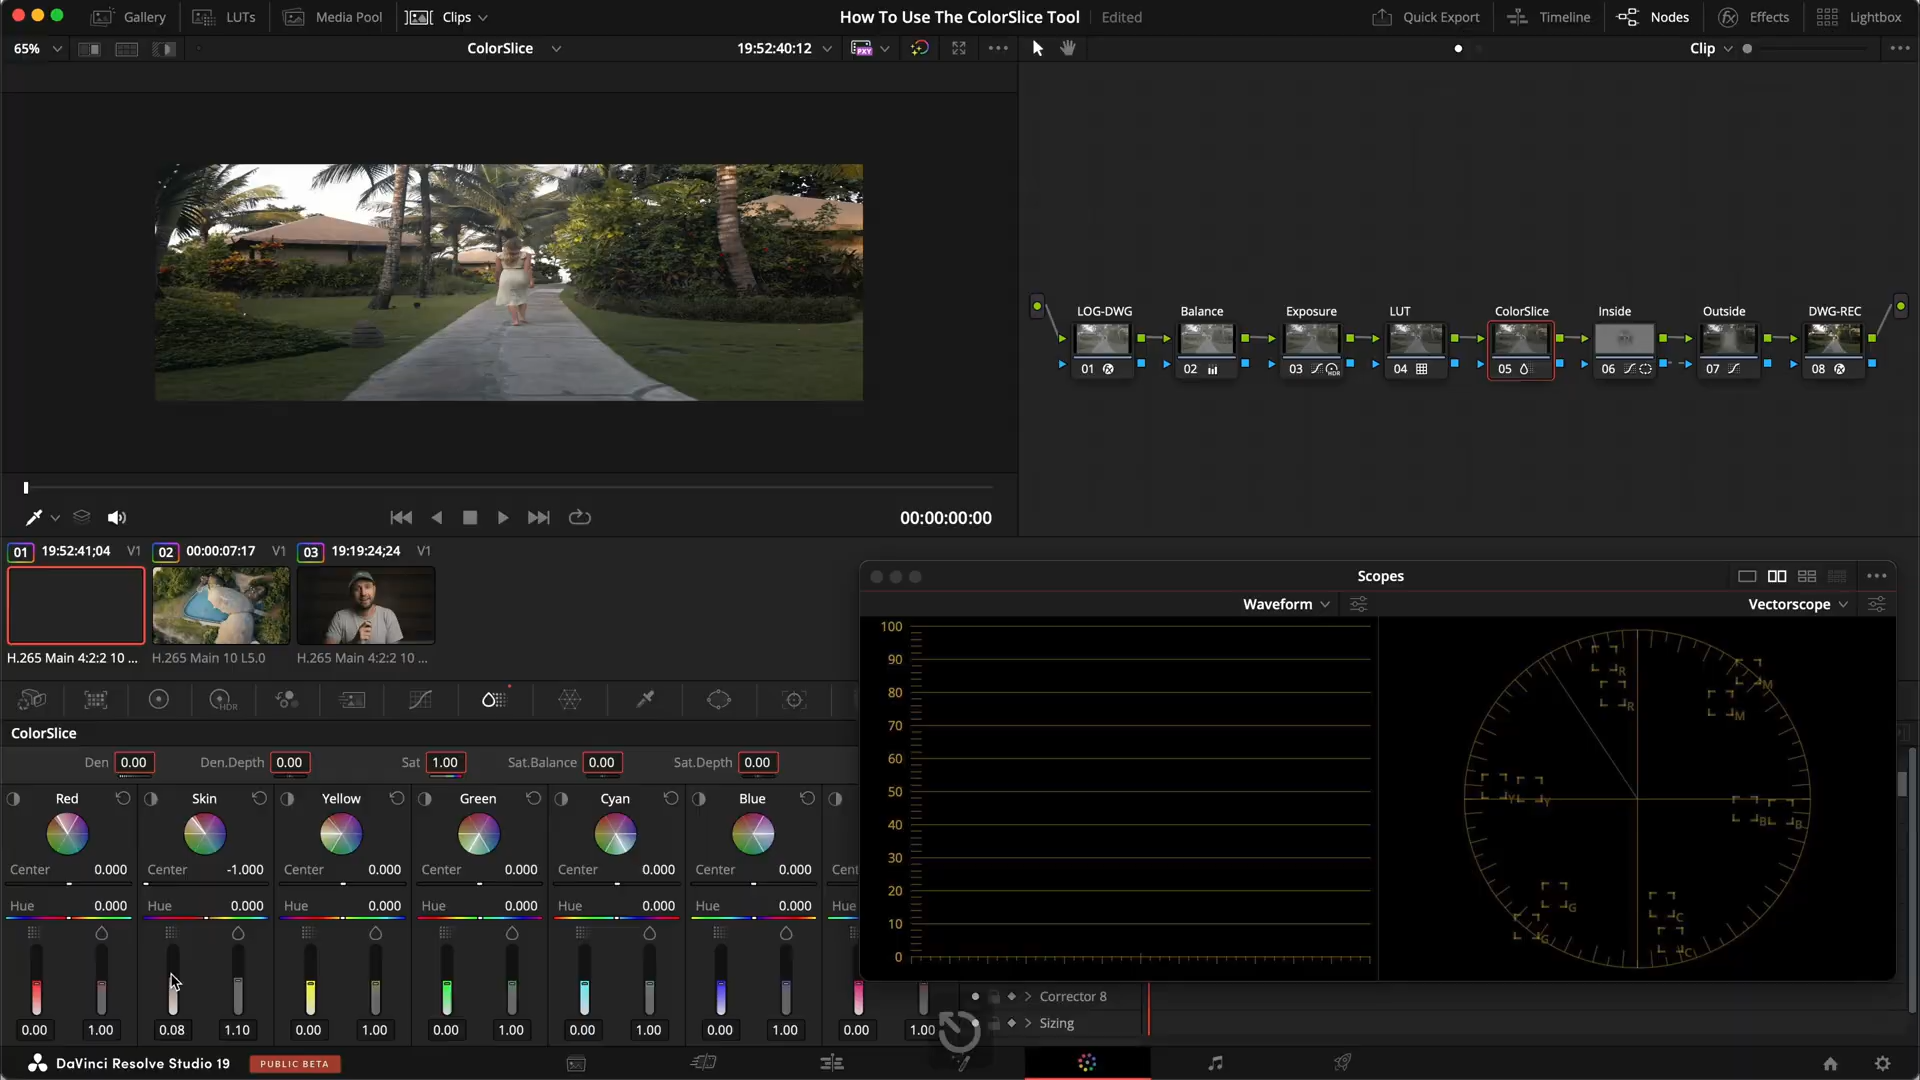 Gallery LUTs Media Pool Clips How To Use The ColorSlice Tool Edited Quick Export Timeline Nodes Effects Lightbox
65% ColorSlice 19:52:40:12 PXY Clip
LOG-DWG Balance Exposure LUT ColorSlice Inside Outside DWG-REC
01 02 03 HDR 04 05 06 07 08
00:00:00:00
01 19:52:41;04 V1 02 00:00:07:17 V1 03 19:19:24;24 V1
H.265 Main 4:2:2 10 ... H.265 Main 10 L5.0 H.265 Main 4:2:2 10 ...
Scopes
Waveform Vectorscope
100
90
80
70
60
50
40
30
20
10
0
R M
R M
Y Y B B
G C
G C
HDR
ColorSlice
Den 0.00 Den.Depth 0.00 Sat 1.00 Sat.Balance 0.00 Sat.Depth 0.00
Red Skin Yellow Green Cyan Blue
Center 0.000 Center -1.000 Center 0.000 Center 0.000 Center 0.000 Center 0.000 Center
Hue 0.000 Hue 0.000 Hue 0.000 Hue 0.000 Hue 0.000 Hue 0.000 Hue
0.00 1.00 0.08 1.10 0.00 1.00 0.00 1.00 0.00 1.00 0.00 1.00 0.00 1.00
Corrector 8
Sizing
DaVinci Resolve Studio 19 PUBLIC BETA